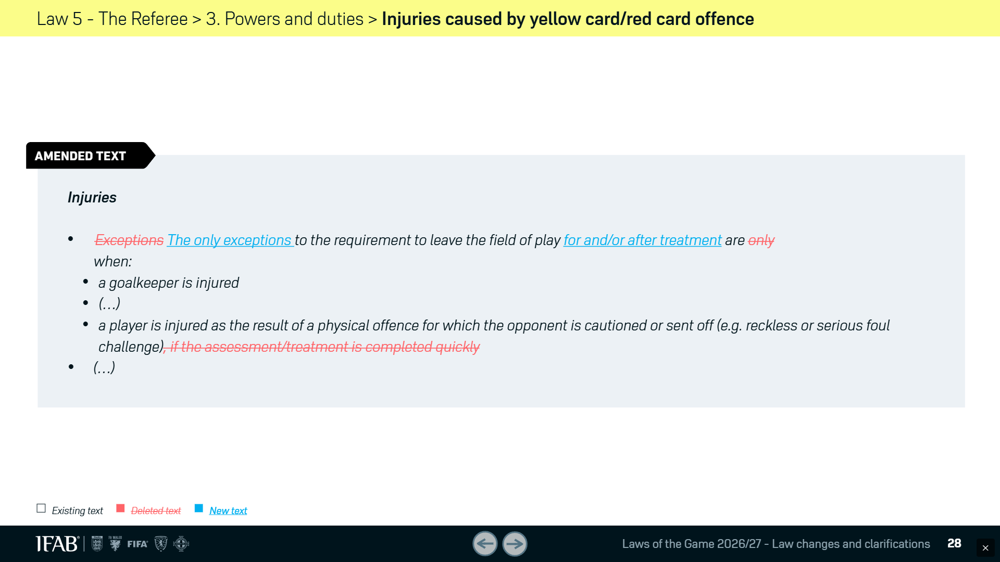 Law 5 - The Referee > 3. Powers and duties > Injuries caused by yellow card/red card offence
AMENDED TEXT
Injuries
• Exceptions The only exceptions to the requirement to leave the field of play for and/or after treatment are only
when:
• a goalkeeper is injured
• (...)
• a player is injured as the result of a physical offence for which the opponent is cautioned or sent off (e.g. reckless or serious foul
challenge), if the assessment/treatment is completed quickly
• (...)
Existing text Deleted text New text
IFAB FA WALES FIFA Laws of the Game 2026/27 - Law changes and clarifications 28